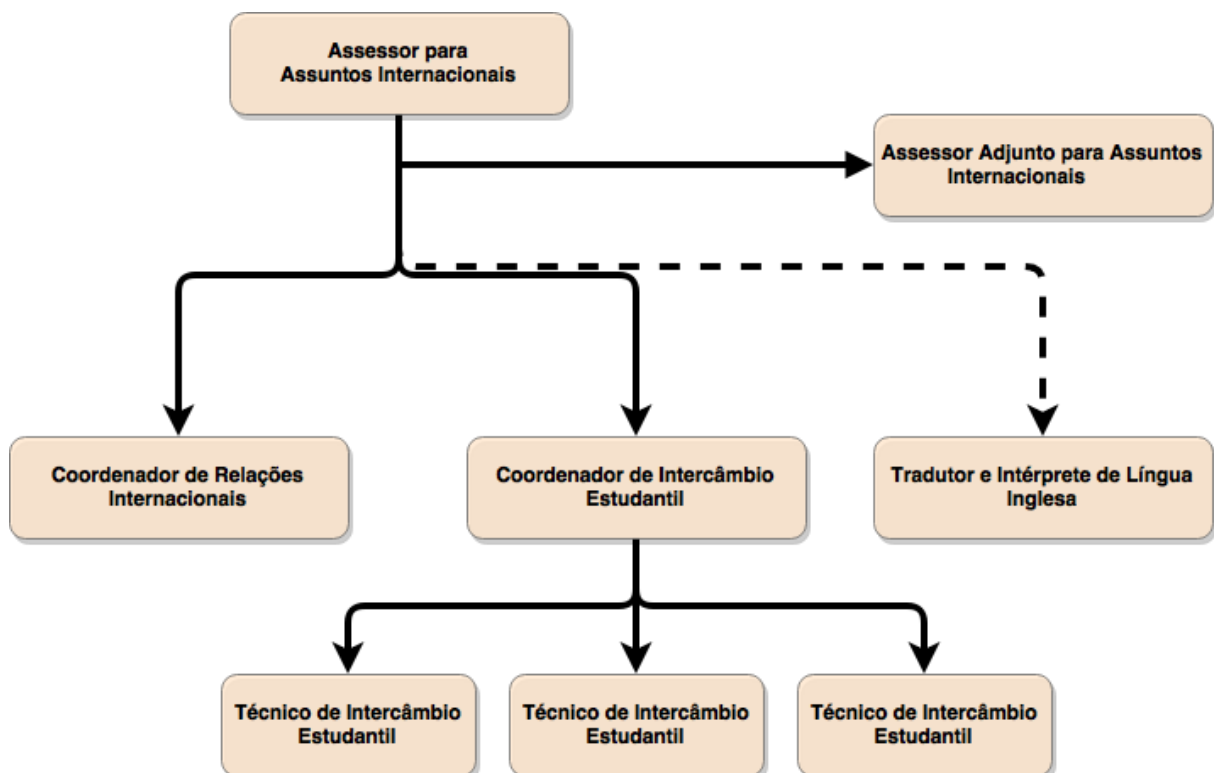 Assessor para
Assuntos Internacionais
Assessor Adjunto para Assuntos
Internacionais
Coordenador de Relações
Internacionais
Coordenador de Intercâmbio
Estudantil
Tradutor e Intérprete de Língua
Inglesa
Técnico de Intercâmbio
Estudantil
Técnico de Intercâmbio
Estudantil
Técnico de Intercâmbio
Estudantil